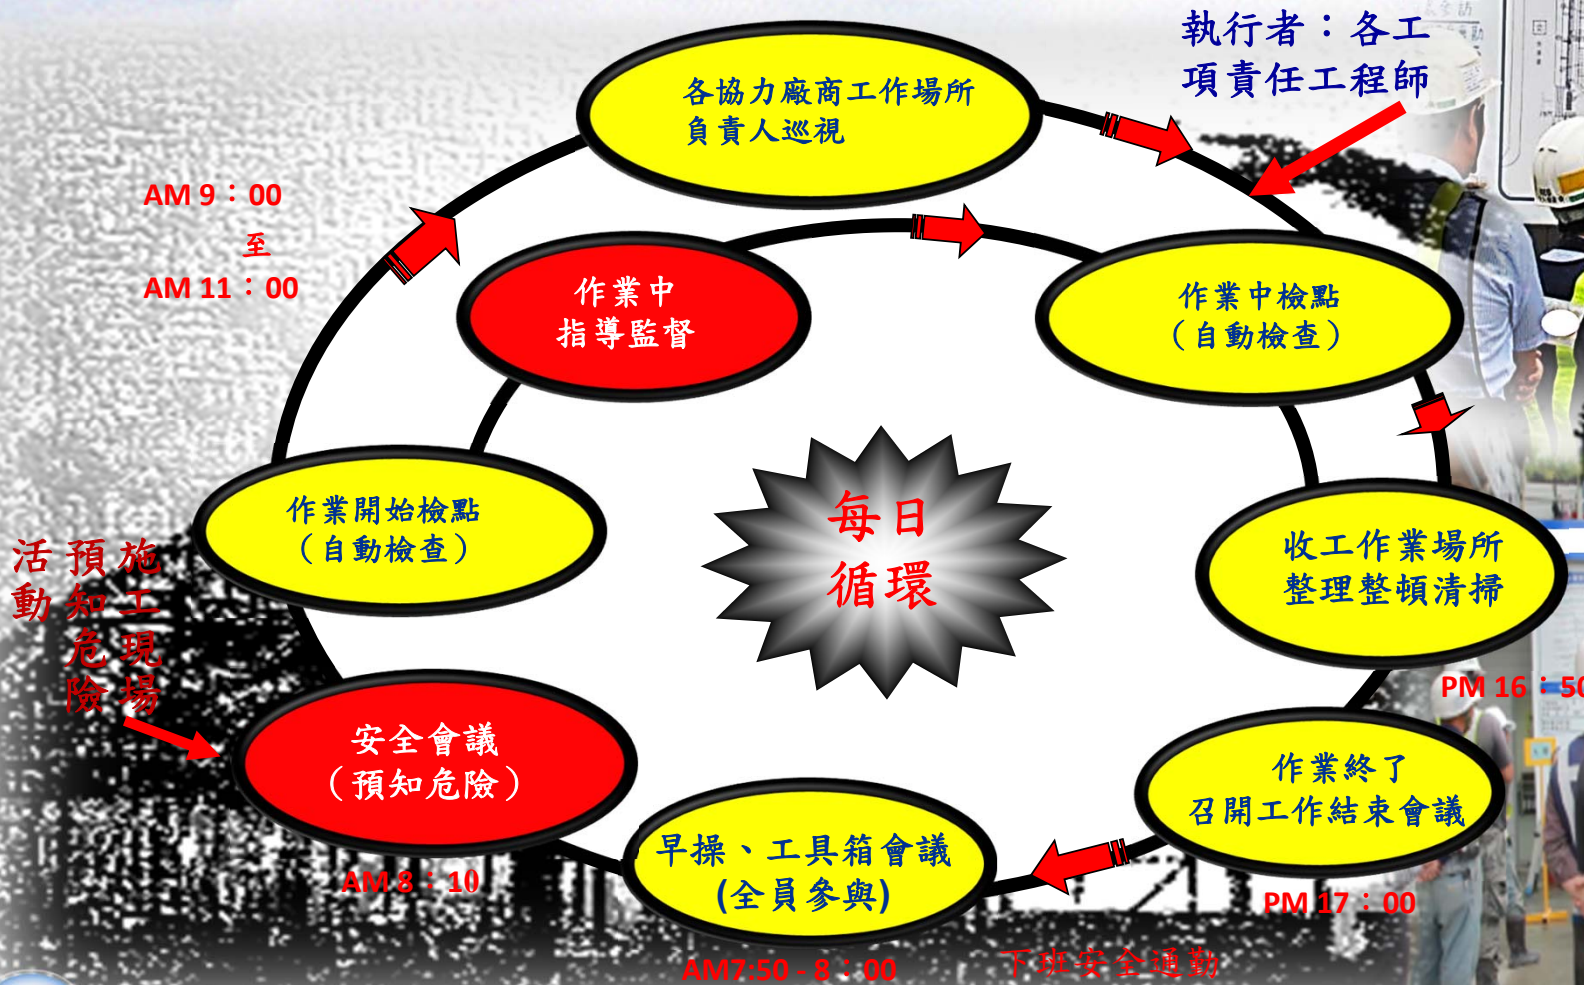 執行者：各工
項責任工程師
各協力廠商工作場所
負責人巡視
AM 9：00
至
AM 11：00
作業中
指導監督
作業中檢點
（自動檢查）
作業開始檢點
（自動檢查）
每日
循環
收工作業場所
整理整頓清掃
施工現場
預知危險
活動
PM 16：50
安全會議
（預知危險）
作業終了
召開工作結束會議
早操、工具箱會議
(全員參與)
AM 8：10
PM 17：00
AM7:50 - 8：00
下班安全通勤